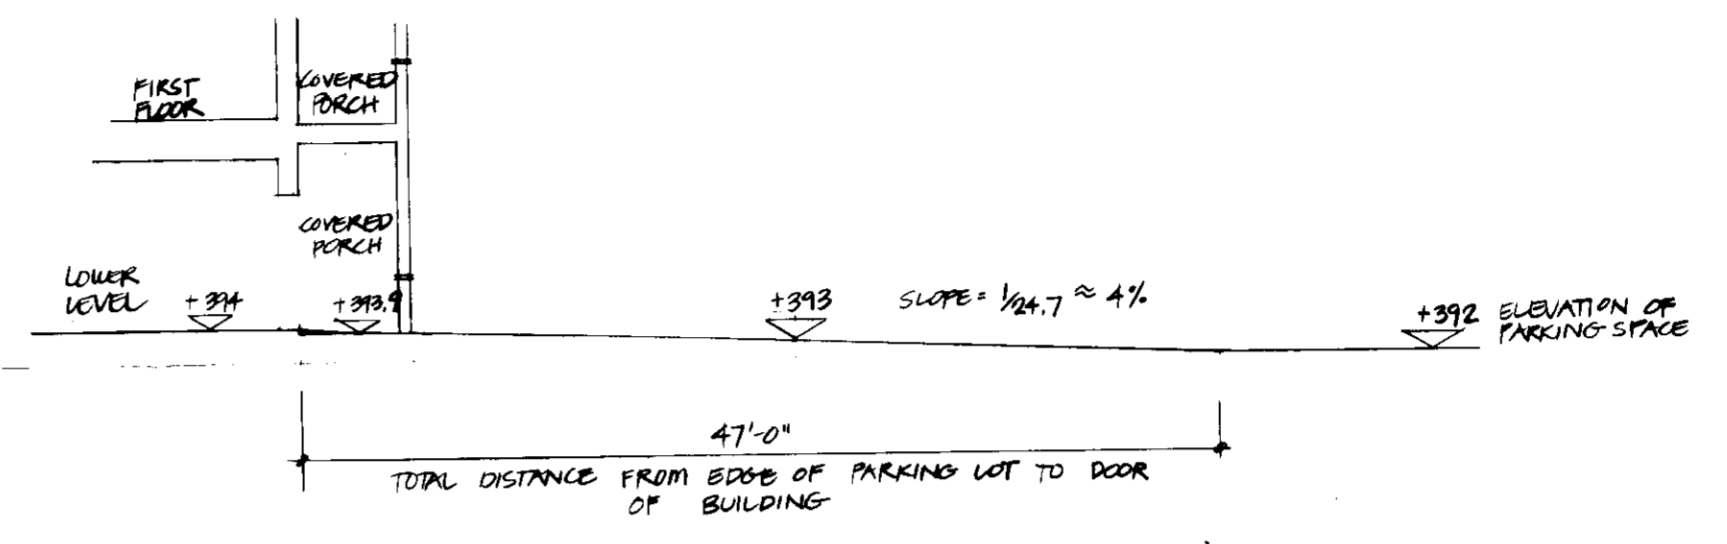 FIRST
FLOOR
COVERED
PORCH
COVERED
PORCH
LOWER
LEVEL
+394
+393.9
+393
SLOPE = 1/24.7 ≈ 4%
+392
ELEVATION OF
PARKING SPACE
47'-0"
TOTAL DISTANCE FROM EDGE OF PARKING LOT TO DOOR
OF BUILDING